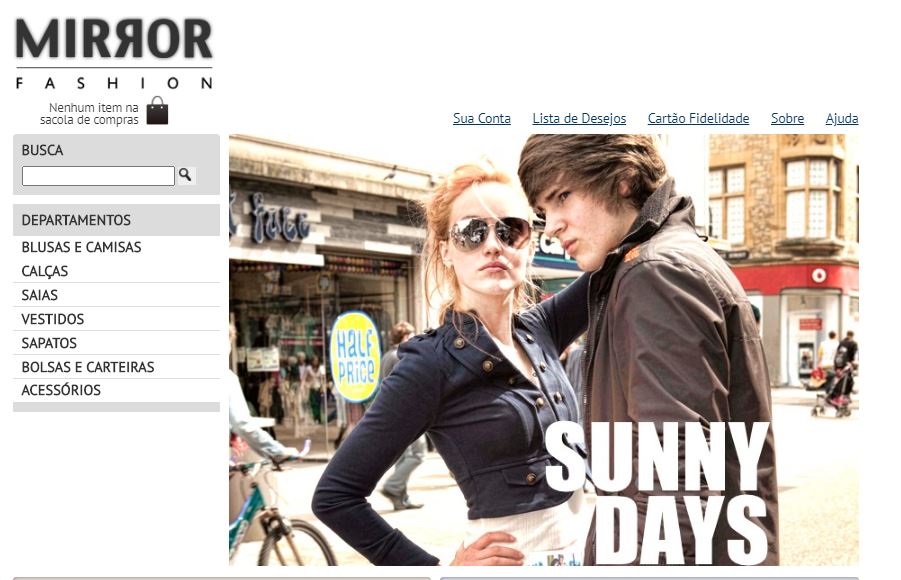 MIRROR
FASHION
Nenhum item na
sacola de compras
Sua Conta Lista de Desejos Cartão Fidelidade Sobre Ajuda
BUSCA
DEPARTAMENTOS
BLUSAS E CAMISAS
CALÇAS
SAIAS
VESTIDOS
SAPATOS
BOLSAS E CARTEIRAS
ACESSÓRIOS
HALF
PRICE
SUNNY
DAYS